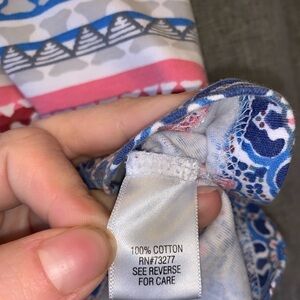 100% COTTON
RN#73277
SEE REVERSE
FOR CARE